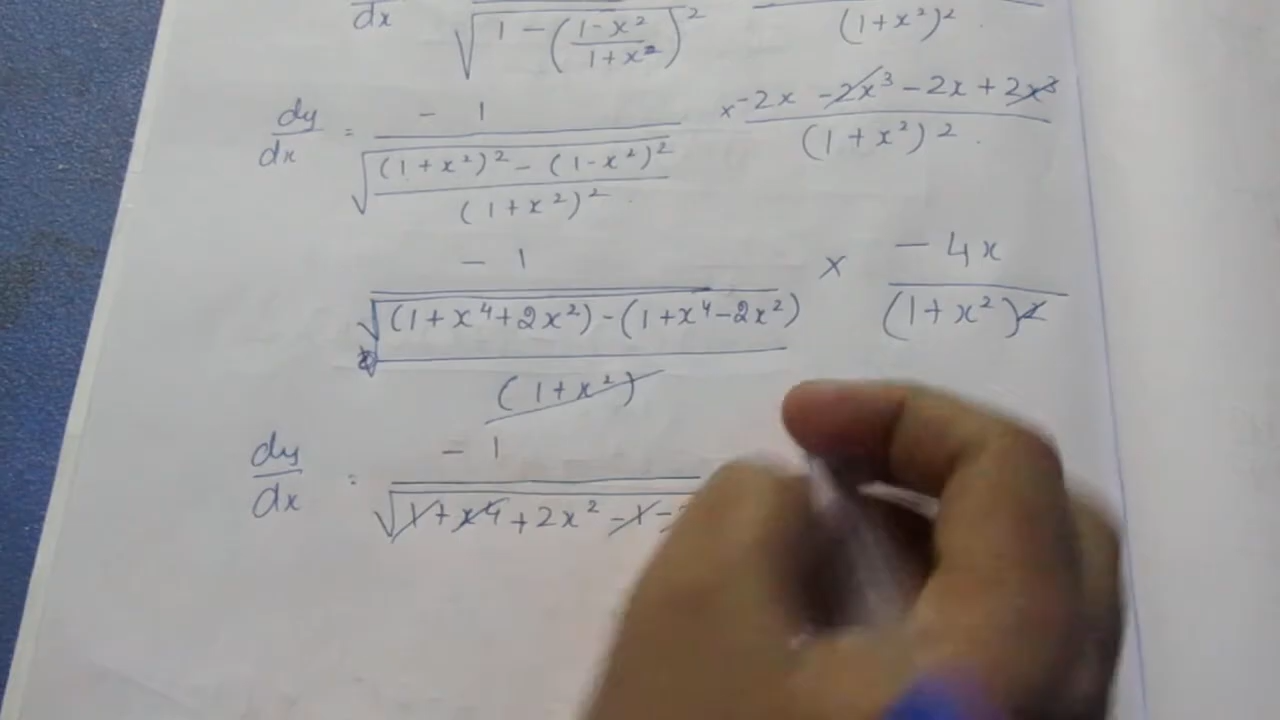 dx √1 - (1-x²/1+x²)² (1+x²)²
dy/dx = - 1/√((1+x²)² - (1-x²)²/(1+x²)²) × -2x - 2x³ - 2x + 2x³/(1+x²)²
- 1/√((1+x⁴+2x²) - (1+x⁴-2x²)/(1+x²)) × - 4x/(1+x²)²
dy/dx = - 1/√1+x⁴+2x² -1 -